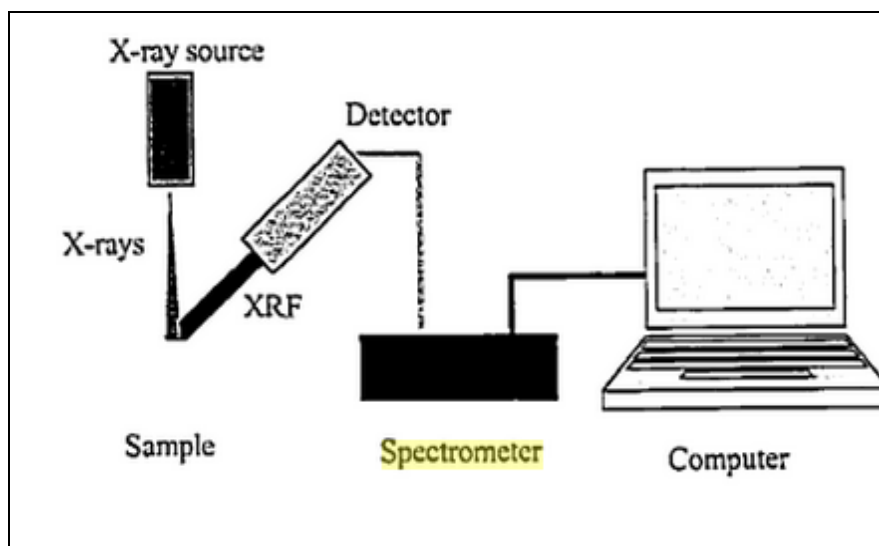 X-ray source
Detector
X-rays
XRF
Sample
Spectrometer
Computer